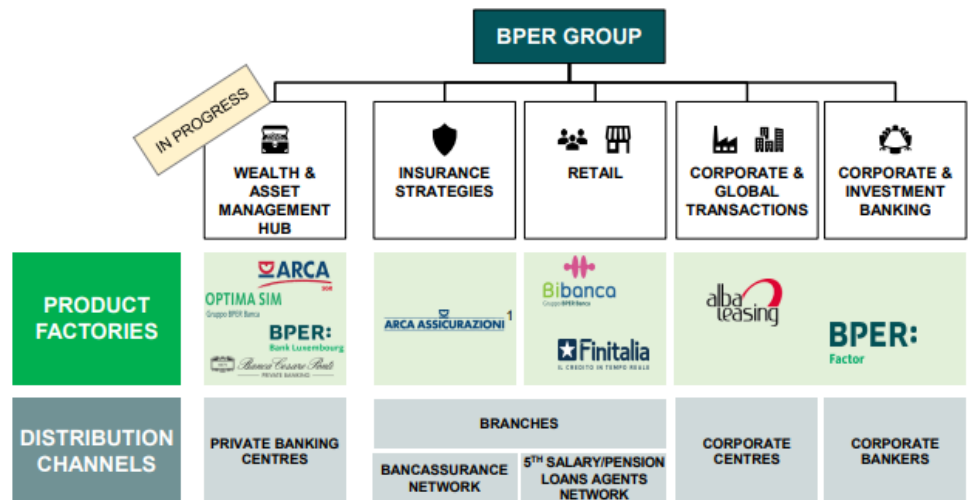 BPER GROUP
IN PROGRESS
WEALTH &
ASSET
MANAGEMENT
HUB
INSURANCE
STRATEGIES
RETAIL
CORPORATE &
GLOBAL
TRANSACTIONS
CORPORATE &
INVESTMENT
BANKING
PRODUCT
FACTORIES
ARCA
SGR
OPTIMA SIM
Gruppo BPER Banca
BPER:
Bank Luxembourg
Banca Cesare Ponti
PRIVATE BANKING
ARCA ASSICURAZIONI 1
Bibanca
Gruppo BPER Banca
Finitalia
IL CREDITO IN TEMPO REALE
alba
leasing
BPER:
Factor
DISTRIBUTION
CHANNELS
PRIVATE BANKING
CENTRES
BRANCHES
BANCASSURANCE
NETWORK
5TH SALARY/PENSION
LOANS AGENTS
NETWORK
CORPORATE
CENTRES
CORPORATE
BANKERS